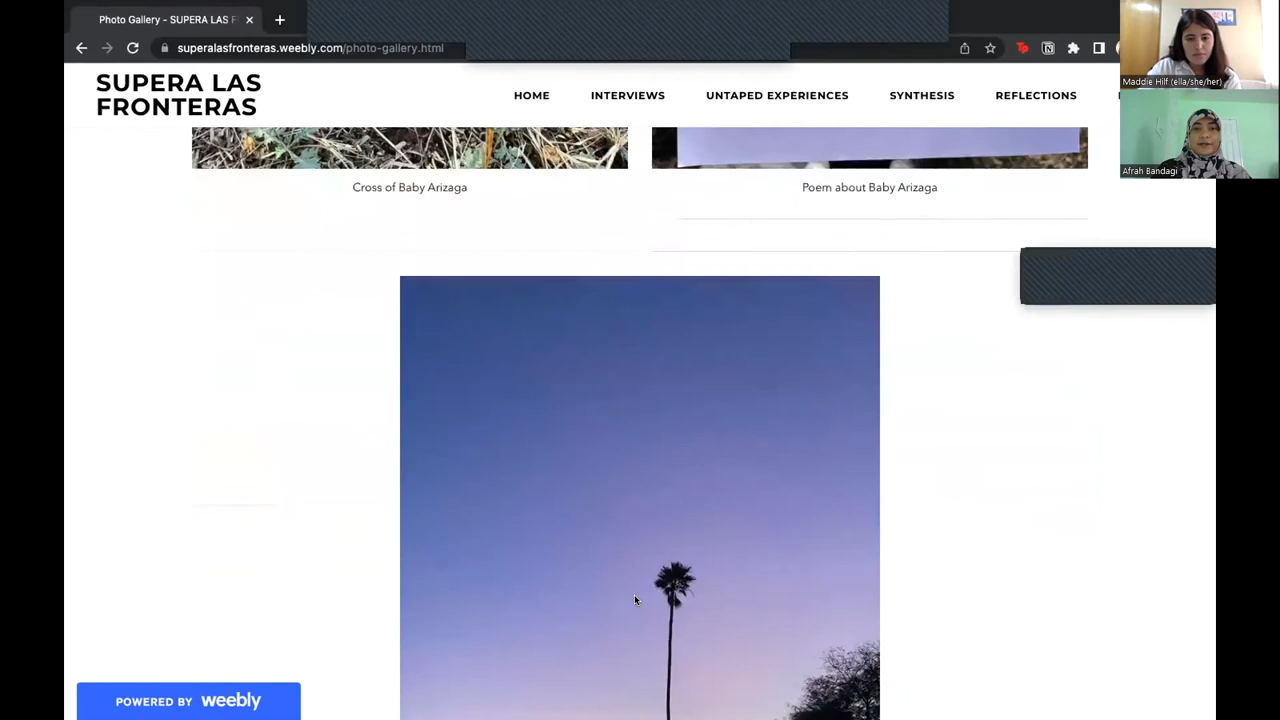 Photo Gallery - SUPERA LAS F
superalasfronteras.weebly.com/photo-gallery.html
SUPERA LAS
FRONTERAS
HOME
INTERVIEWS
UNTAPED EXPERIENCES
SYNTHESIS
REFLECTIONS
Maddie Hilf (ella/she/her)
Afrah Bandagi
Cross of Baby Arizaga
Poem about Baby Arizaga
POWERED BY weebly